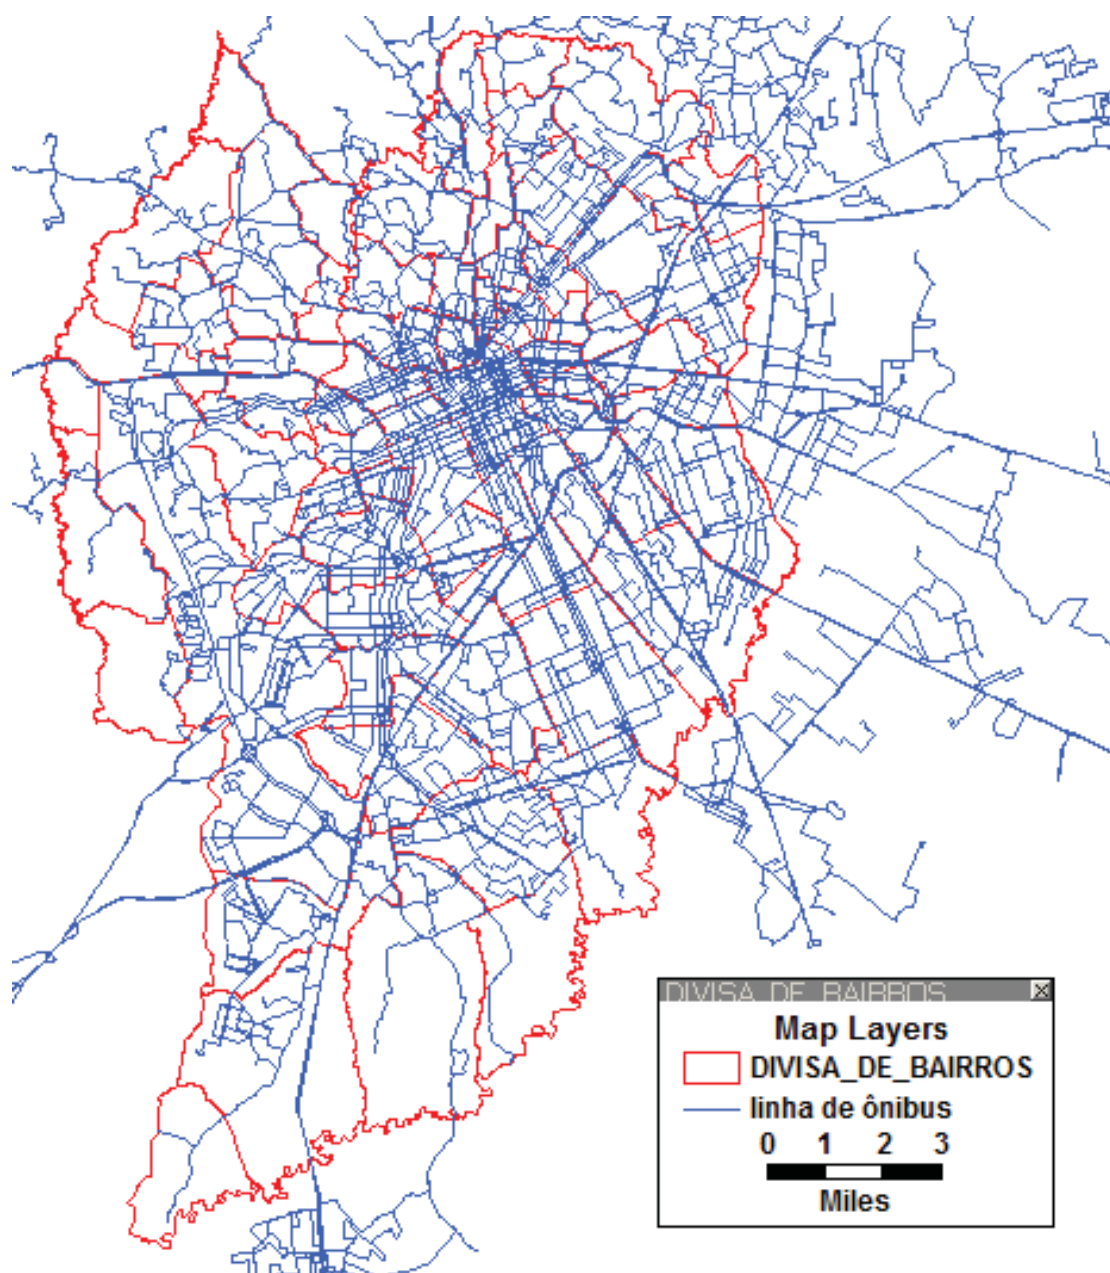 DIVISA_DE_BAIRROS
Map Layers
DIVISA_DE_BAIRROS
linha de ônibus
0 1 2 3
Miles